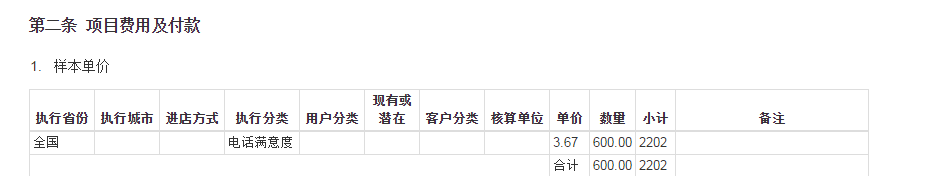 第二条 项目费用及付款
1. 样本单价
执行省份 执行城市 进店方式 执行分类 用户分类 现有或潜在 客户分类 核算单位 单价 数量 小计 备注
全国 电话满意度 3.67 600.00 2202
合计 600.00 2202